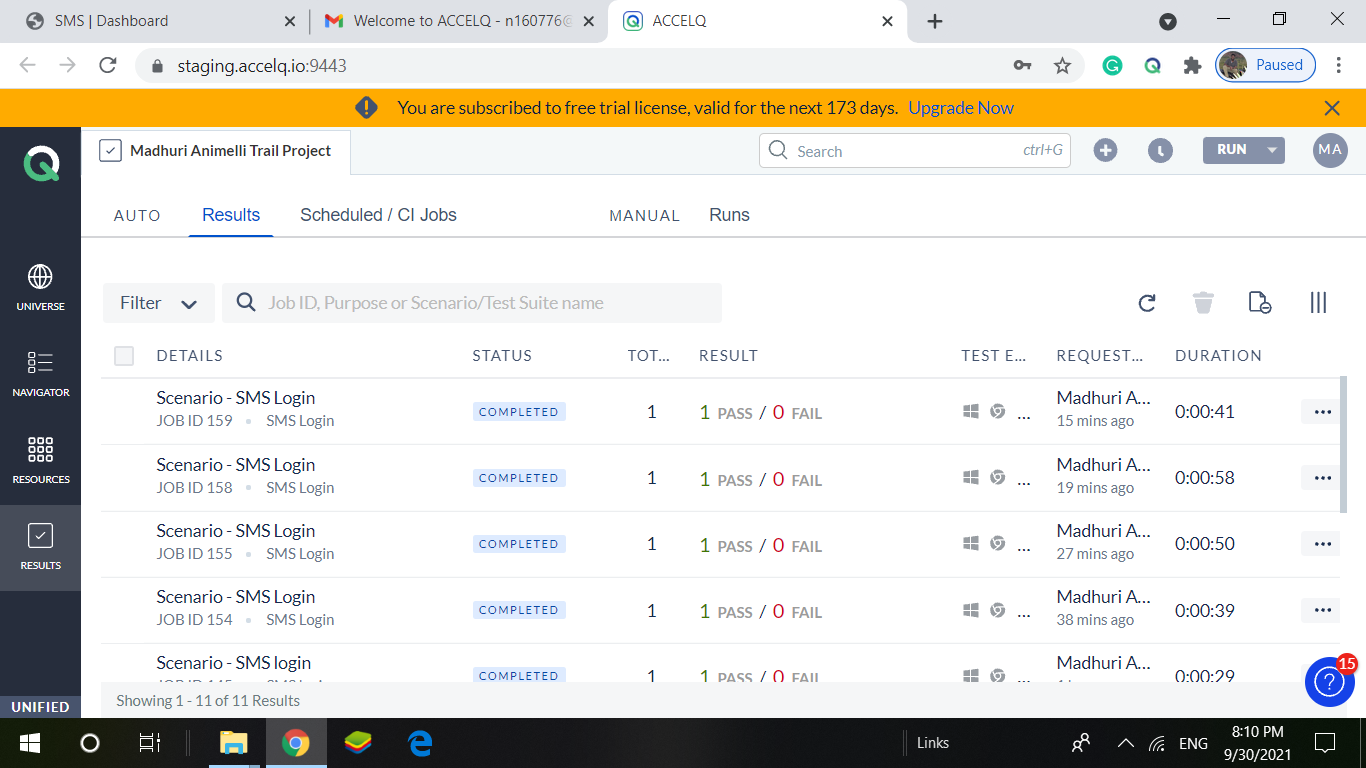 SMS | Dashboard
Welcome to ACCELQ - n160776@
ACCELQ
staging.accelq.io:9443
Paused
You are subscribed to free trial license, valid for the next 173 days. Upgrade Now
Madhuri Animelli Trail Project
Search
ctrl+G
RUN
MA
AUTO
Results
Scheduled / CI Jobs
MANUAL
Runs
UNIVERSE
NAVIGATOR
RESOURCES
RESULTS
UNIFIED
Filter
Job ID, Purpose or Scenario/Test Suite name
DETAILS STATUS TOT... RESULT TEST E... REQUEST... DURATION
Scenario - SMS Login
JOB ID 159 • SMS Login
COMPLETED 1 1 PASS / 0 FAIL ...
Madhuri A...
15 mins ago
0:00:41
Scenario - SMS Login
JOB ID 158 • SMS Login
COMPLETED 1 1 PASS / 0 FAIL ...
Madhuri A...
19 mins ago
0:00:58
Scenario - SMS Login
JOB ID 155 • SMS Login
COMPLETED 1 1 PASS / 0 FAIL ...
Madhuri A...
27 mins ago
0:00:50
Scenario - SMS Login
JOB ID 154 • SMS Login
COMPLETED 1 1 PASS / 0 FAIL ...
Madhuri A...
38 mins ago
0:00:39
Scenario - SMS login
COMPLETED 1 1 PASS / 0 FAIL ...
Madhuri A...
0:00:29
15
Showing 1 - 11 of 11 Results
Links
ENG
8:10 PM
9/30/2021